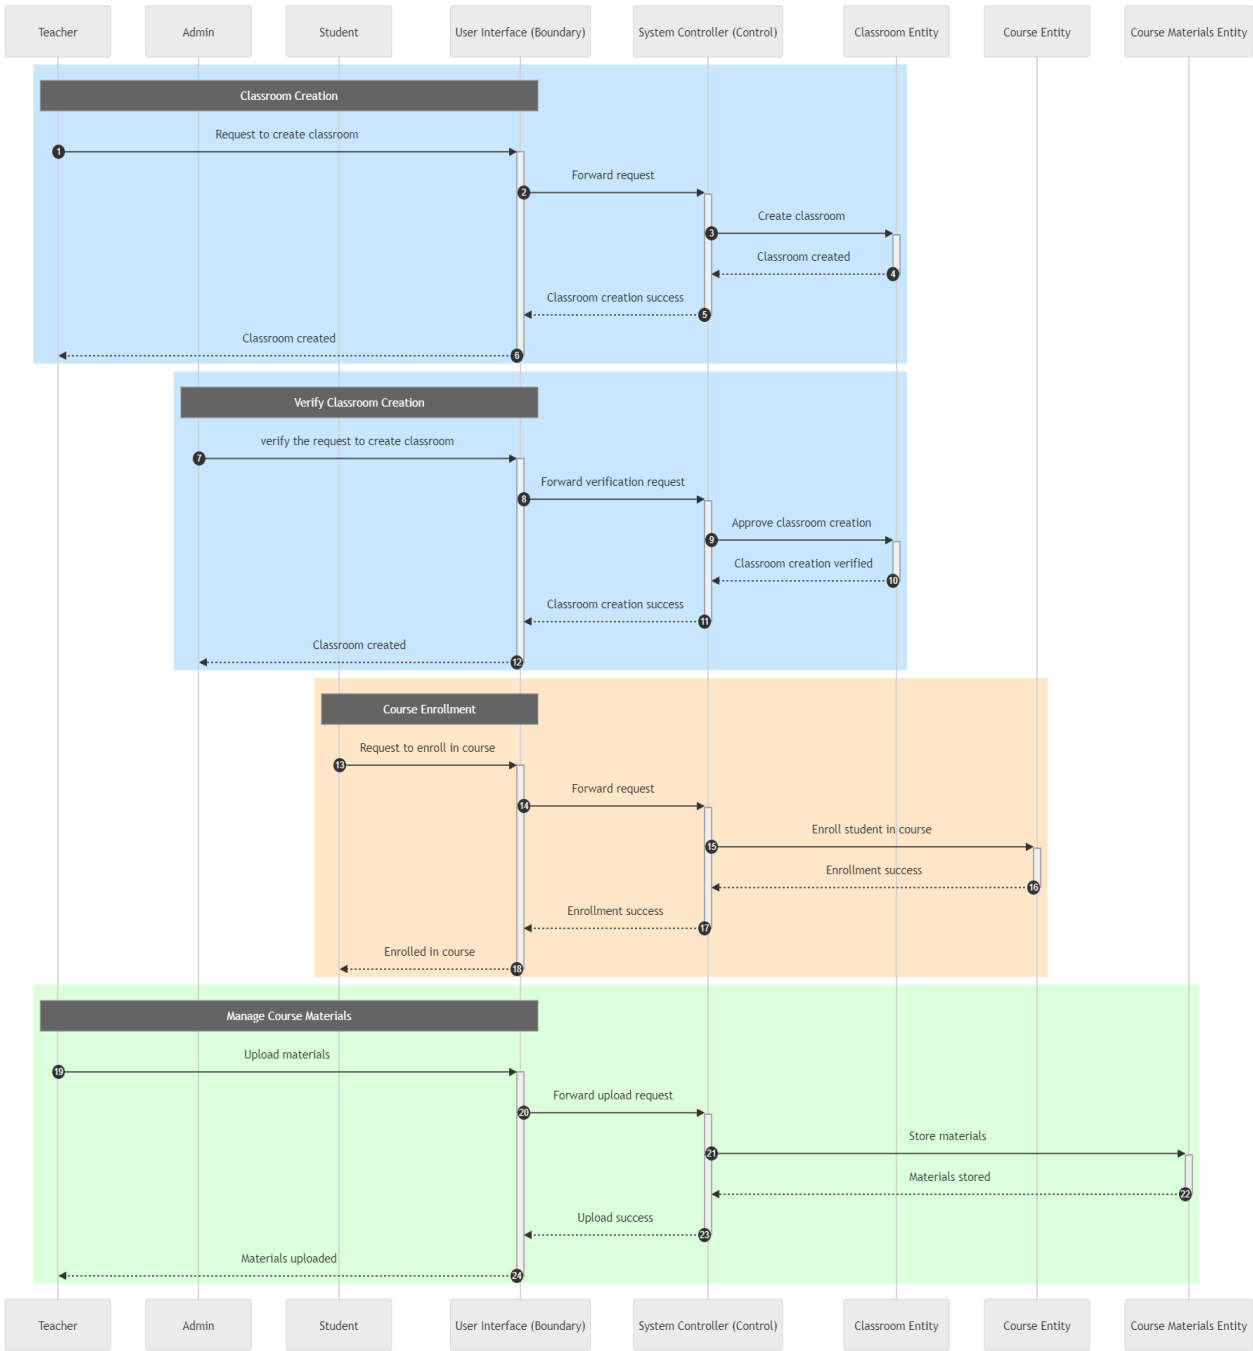 Teacher
Admin
Student
User Interface (Boundary)
System Controller (Control)
Classroom Entity
Course Entity
Course Materials Entity
Classroom Creation
Request to create classroom
1
Forward request
2
Create classroom
3
Classroom created
4
Classroom creation success
5
Classroom created
6
Verify Classroom Creation
verify the request to create classroom
7
Forward verification request
8
Approve classroom creation
9
Classroom creation verified
10
Classroom creation success
11
Classroom created
12
Course Enrollment
Request to enroll in course
13
Forward request
14
Enroll student in course
15
Enrollment success
16
Enrollment success
17
Enrolled in course
18
Manage Course Materials
Upload materials
19
Forward upload request
20
Store materials
21
Materials stored
22
Upload success
23
Materials uploaded
24
Teacher
Admin
Student
User Interface (Boundary)
System Controller (Control)
Classroom Entity
Course Entity
Course Materials Entity